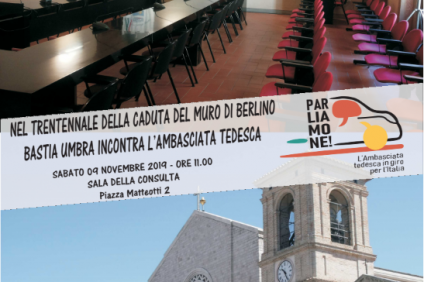 NEL TRENTENNALE DELLA CADUTA DEL MURO DI BERLINO
BASTIA UMBRA INCONTRA L'AMBASCIATA TEDESCA
SABATO 09 NOVEMBRE 2019 - ORE 11.00
SALA DELLA CONSULTA
Piazza Matteotti 2
PAR
LIA
MO
NE!
L'Ambasciata
tedesca in giro
per l'Italia